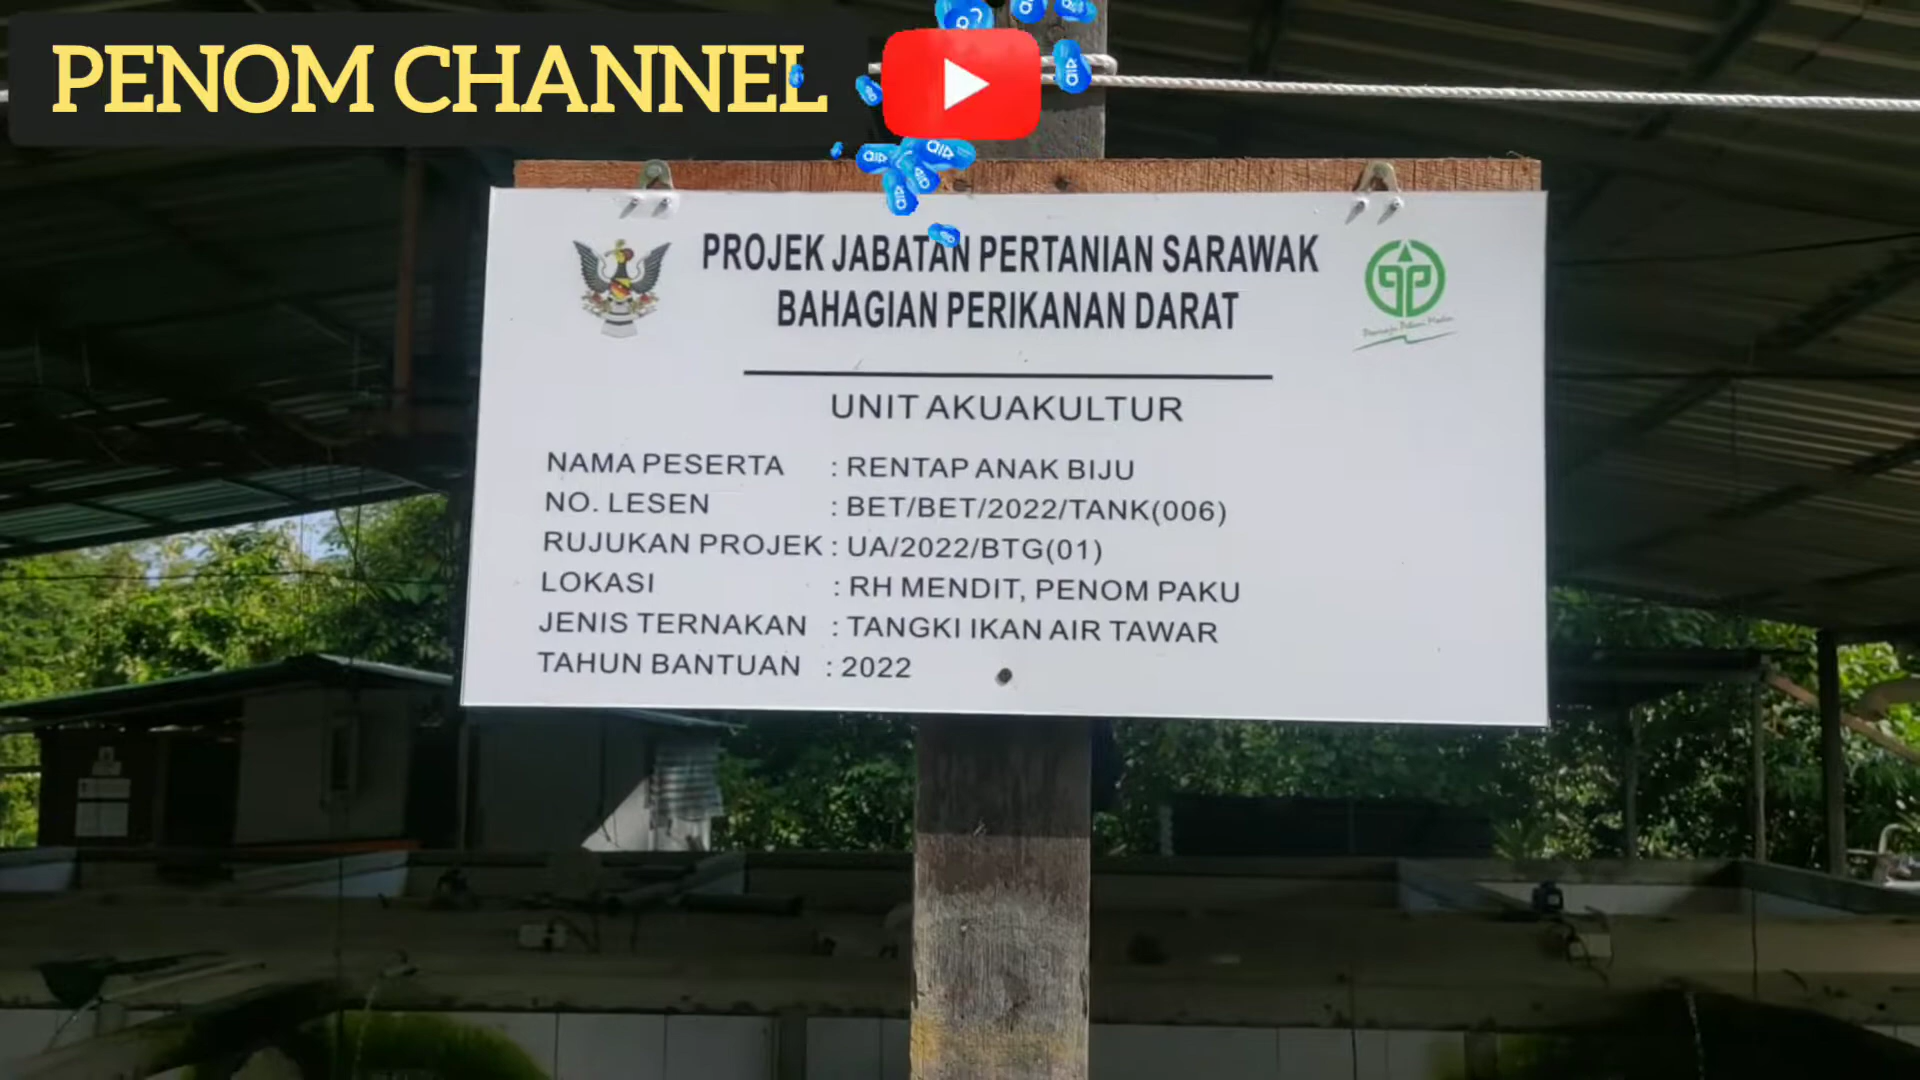 PENOM CHANNEL
PROJEK JABATAN PERTANIAN SARAWAK
BAHAGIAN PERIKANAN DARAT
UNIT AKUAKULTUR
NAMA PESERTA : RENTAP ANAK BIJU
NO. LESEN : BET/BET/2022/TANK(006)
RUJUKAN PROJEK : UA/2022/BTG(01)
LOKASI : RH MENDIT, PENOM PAKU
JENIS TERNAKAN : TANGKI IKAN AIR TAWAR
TAHUN BANTUAN : 2022